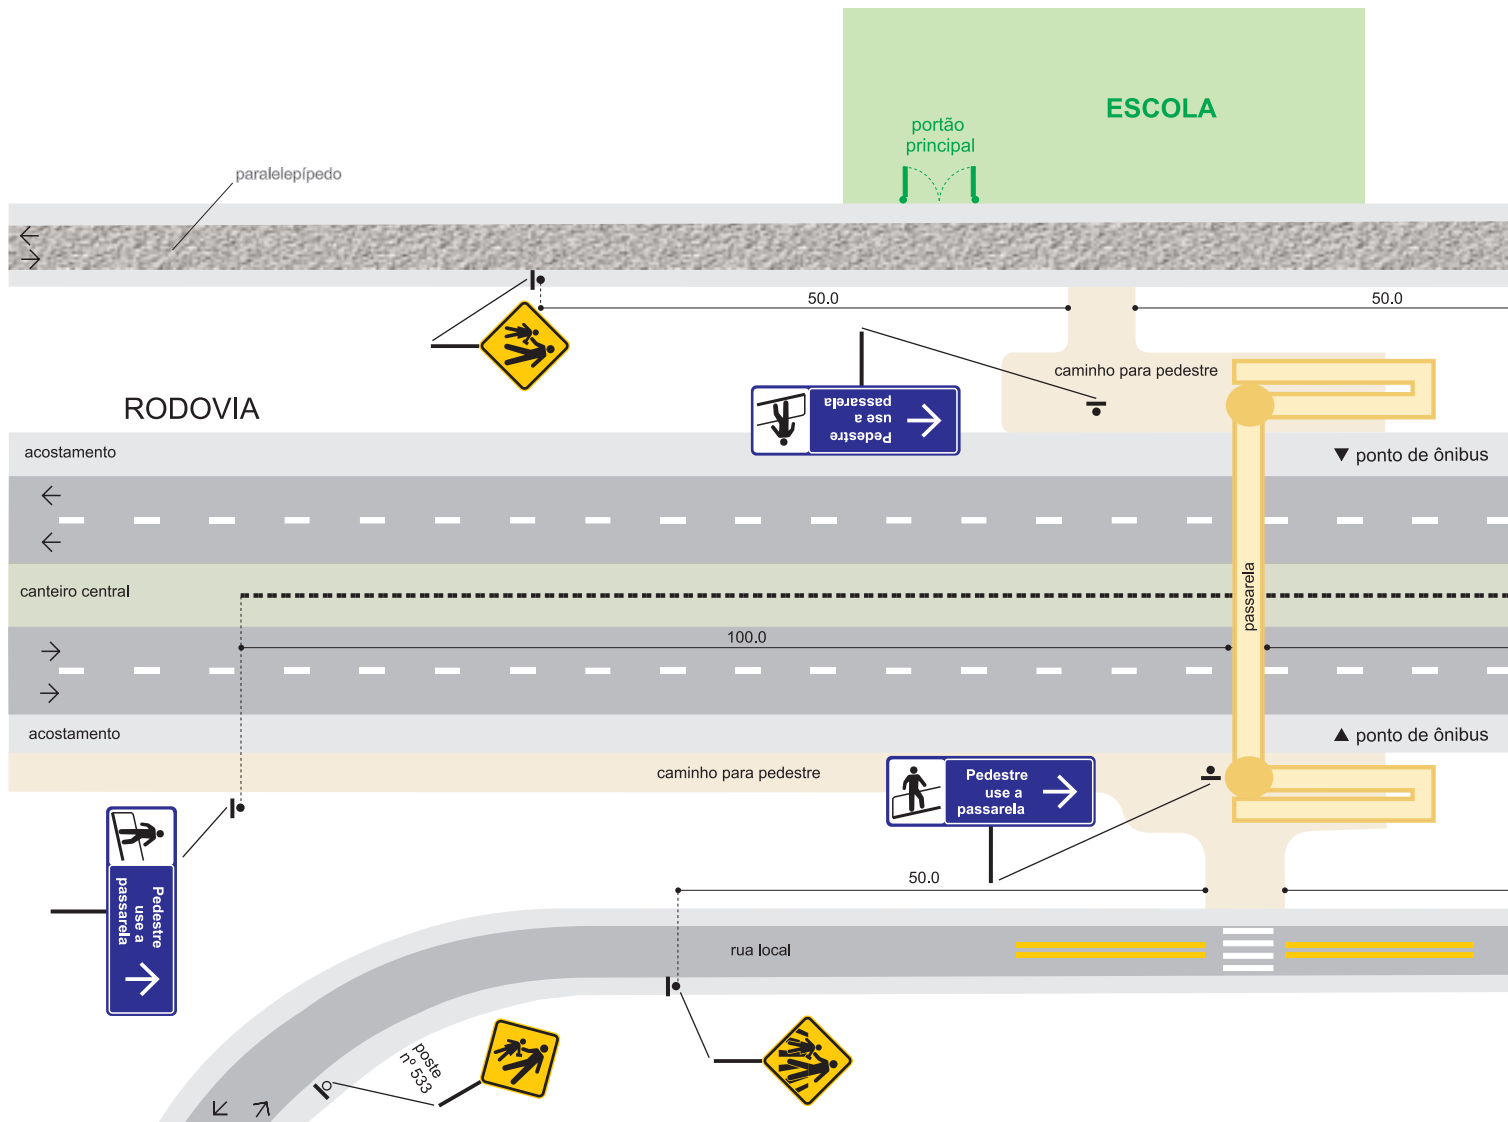 ESCOLA
portão
principal
paralelepípedo
50.0
50.0
caminho para pedestre
Pedestre
use a
passarela
RODOVIA
acostamento
ponto de ônibus
canteiro central
passarela
100.0
acostamento
ponto de ônibus
caminho para pedestre
Pedestre
use a
passarela
Pedestre
use a
passarela
50.0
rua local
poste
nº 533